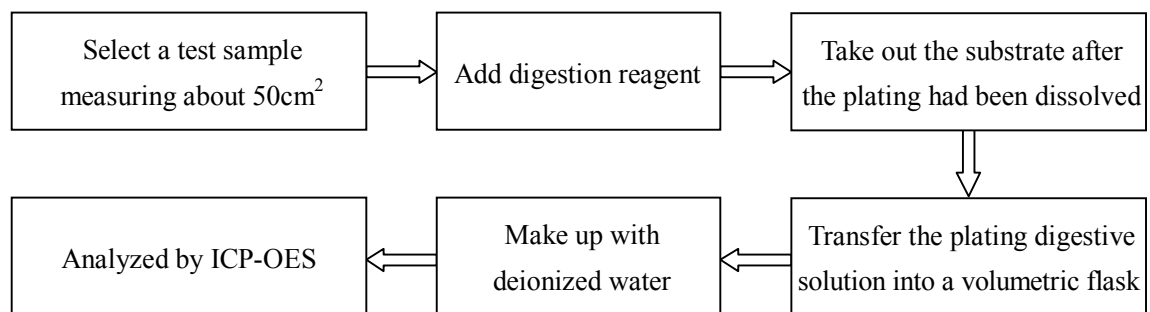 Select a test sample
measuring about 50cm²
Add digestion reagent
Take out the substrate after
the plating had been dissolved
Transfer the plating digestive
solution into a volumetric flask
Make up with
deionized water
Analyzed by ICP-OES